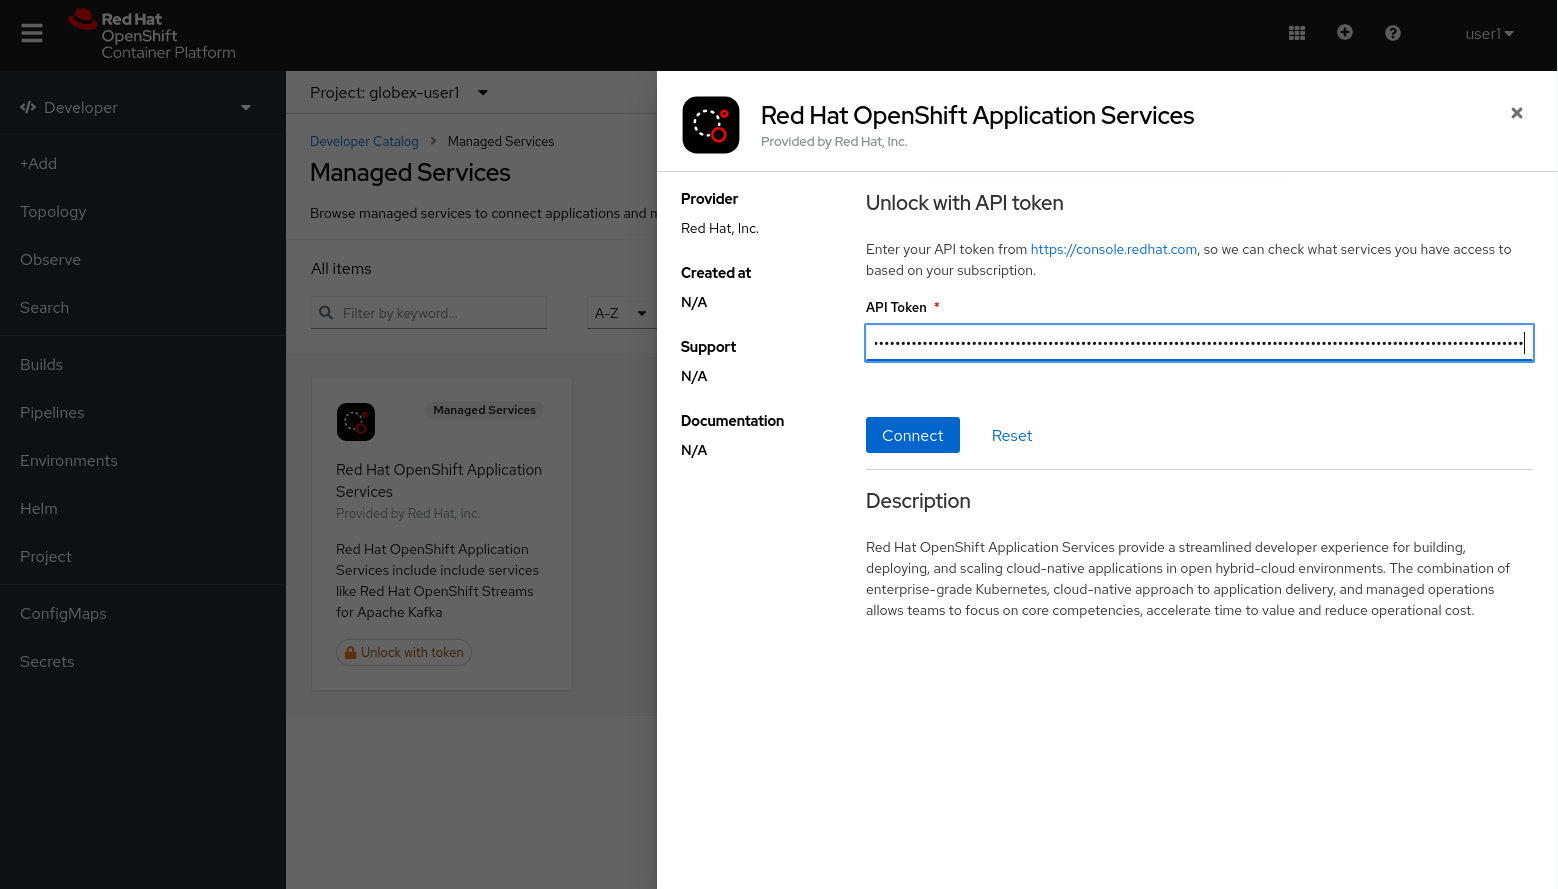 Red Hat
OpenShift
Container Platform
user1
Developer
+Add
Topology
Observe
Search
Builds
Pipelines
Environments
Helm
Project
ConfigMaps
Secrets
Project: globex-user1
Developer Catalog > Managed Services
Managed Services
Browse managed services to connect applications and m
All items
Filter by keyword...
A-Z
Managed Services
Red Hat OpenShift Application
Services
Provided by Red Hat, Inc.
Red Hat OpenShift Application
Services include include services
like Red Hat OpenShift Streams
for Apache Kafka
Unlock with token
Red Hat OpenShift Application Services
Provided by Red Hat, Inc.
Provider
Red Hat, Inc.
Created at
N/A
Support
N/A
Documentation
N/A
Unlock with API token
Enter your API token from https://console.redhat.com, so we can check what services you have access to
based on your subscription.
API Token *
Connect
Reset
Description
Red Hat OpenShift Application Services provide a streamlined developer experience for building,
deploying, and scaling cloud-native applications in open hybrid-cloud environments. The combination of
enterprise-grade Kubernetes, cloud-native approach to application delivery, and managed operations
allows teams to focus on core competencies, accelerate time to value and reduce operational cost.